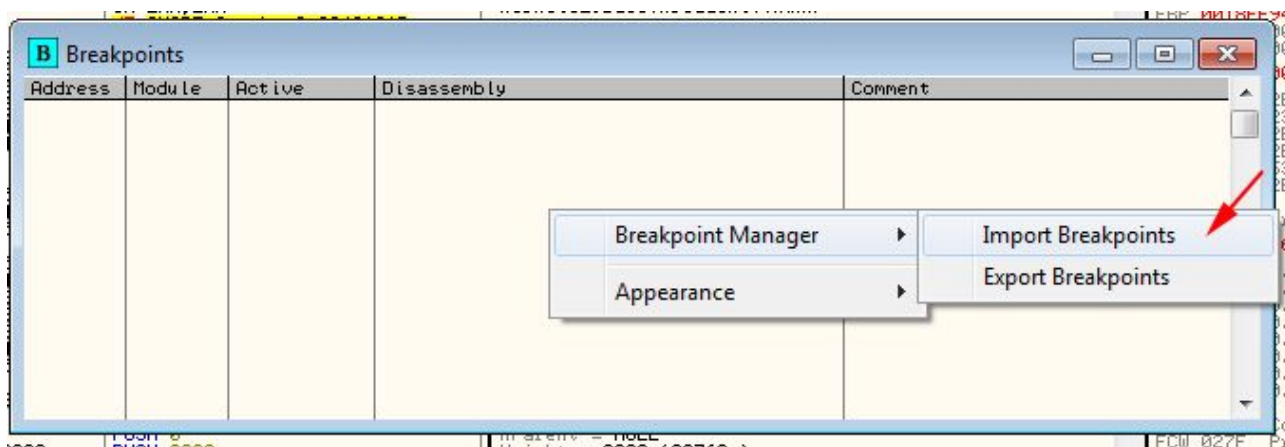 B Breakpoints
Address Module Active Disassembly Comment
Breakpoint Manager
Import Breakpoints
Export Breakpoints
Appearance